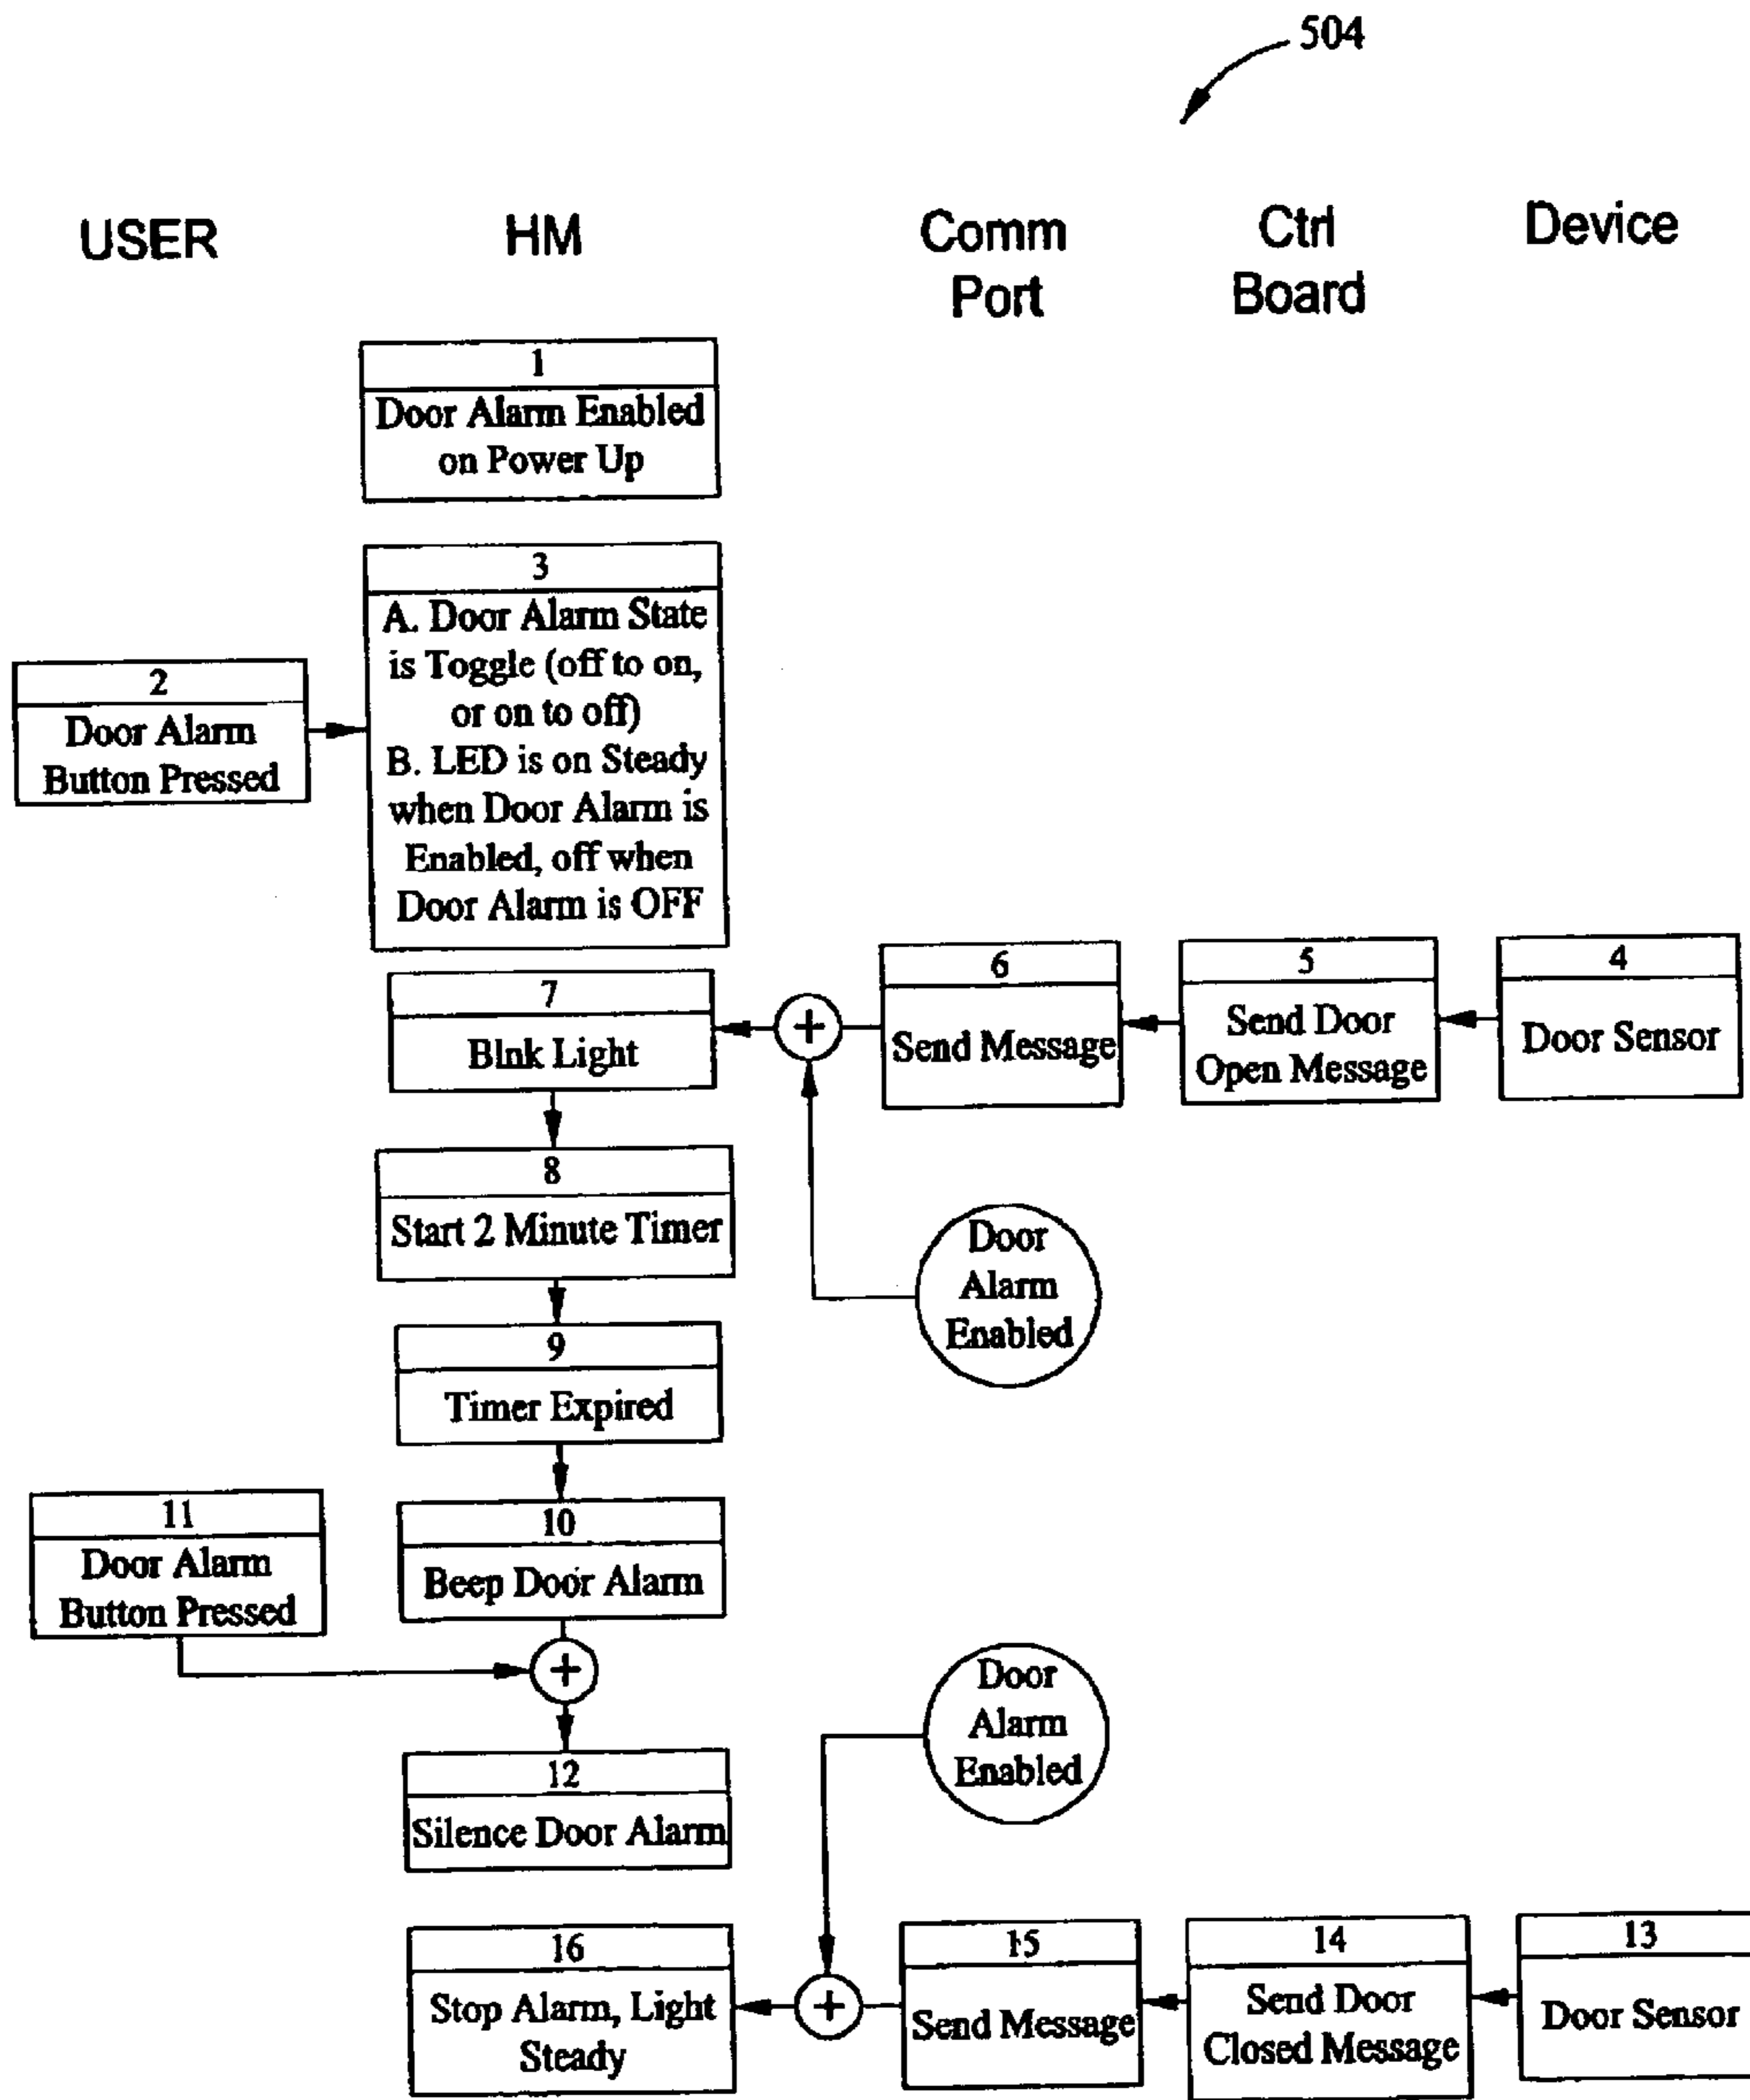 504
USER
HM
Comm
Port
Ctrl
Board
Device
1
Door Alarm Enabled
on Power Up
3
A. Door Alarm State
is Toggle (off to on,
or on to off)
B. LED is on Steady
when Door Alarm is
Enabled, off when
Door Alarm is OFF
2
Door Alarm
Button Pressed
7
Blnk Light
+
6
Send Message
5
Send Door
Open Message
4
Door Sensor
8
Start 2 Minute Timer
Door
Alarm
Enabled
9
Timer Expired
11
Door Alarm
Button Pressed
10
Beep Door Alarm
+
Door
Alarm
Enabled
12
Silence Door Alarm
16
Stop Alarm, Light
Steady
+
15
Send Message
14
Send Door
Closed Message
13
Door Sensor